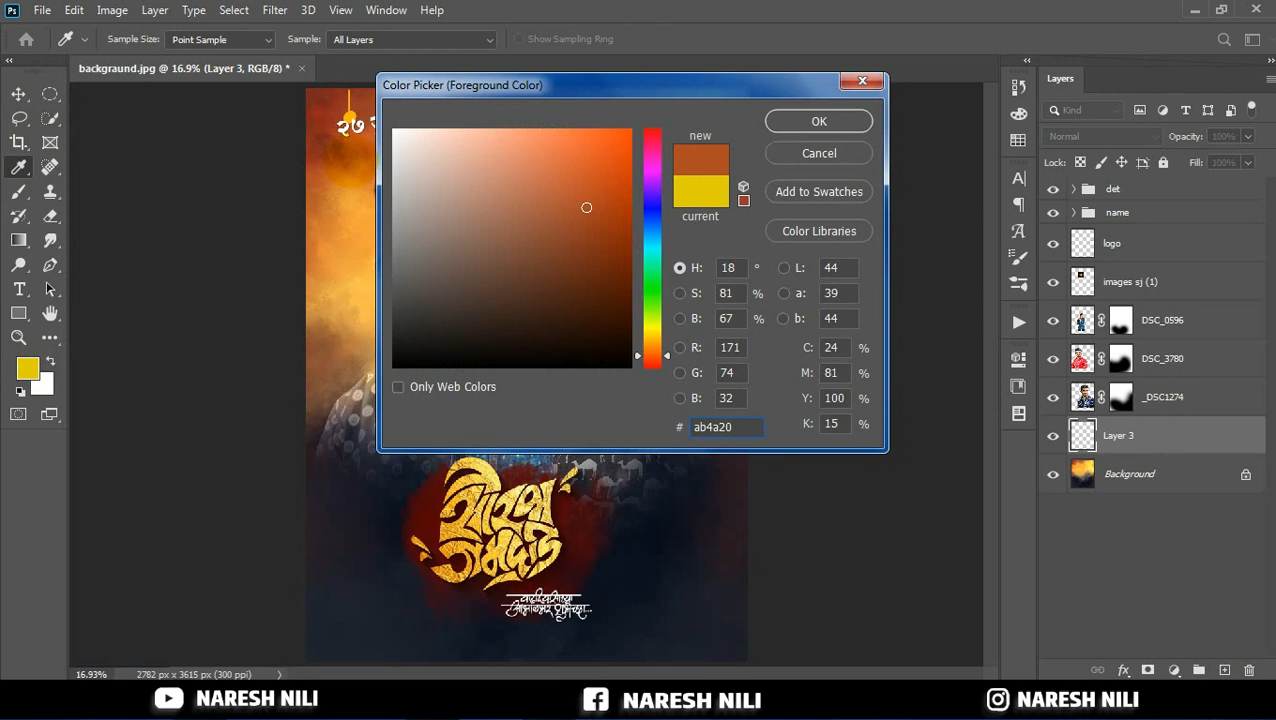 File Edit Image Layer Type Select Filter 3D View Window Help
Sample Size: Point Sample Sample: All Layers Show Sampling Ring
background.jpg @ 16.9% (Layer 3, RGB/8) *
Color Picker (Foreground Color)
new
current
OK
Cancel
Add to Swatches
Color Libraries
H: 18 °
S: 81 %
B: 67 %
R: 171
G: 74
B: 32
# ab4a20
L: 44
a: 39
b: 44
C: 24 %
M: 81 %
Y: 100 %
K: 15 %
Only Web Colors
Layers
Kind
Normal Opacity: 100%
Lock: Fill: 100%
det
name
logo
images sj (1)
DSC_0596
DSC_3780
_DSC1274
Layer 3
Background
२७
16.93% 2782 px x 3615 px (300 ppi)
NARESH NILI NARESH NILI NARESH NILI